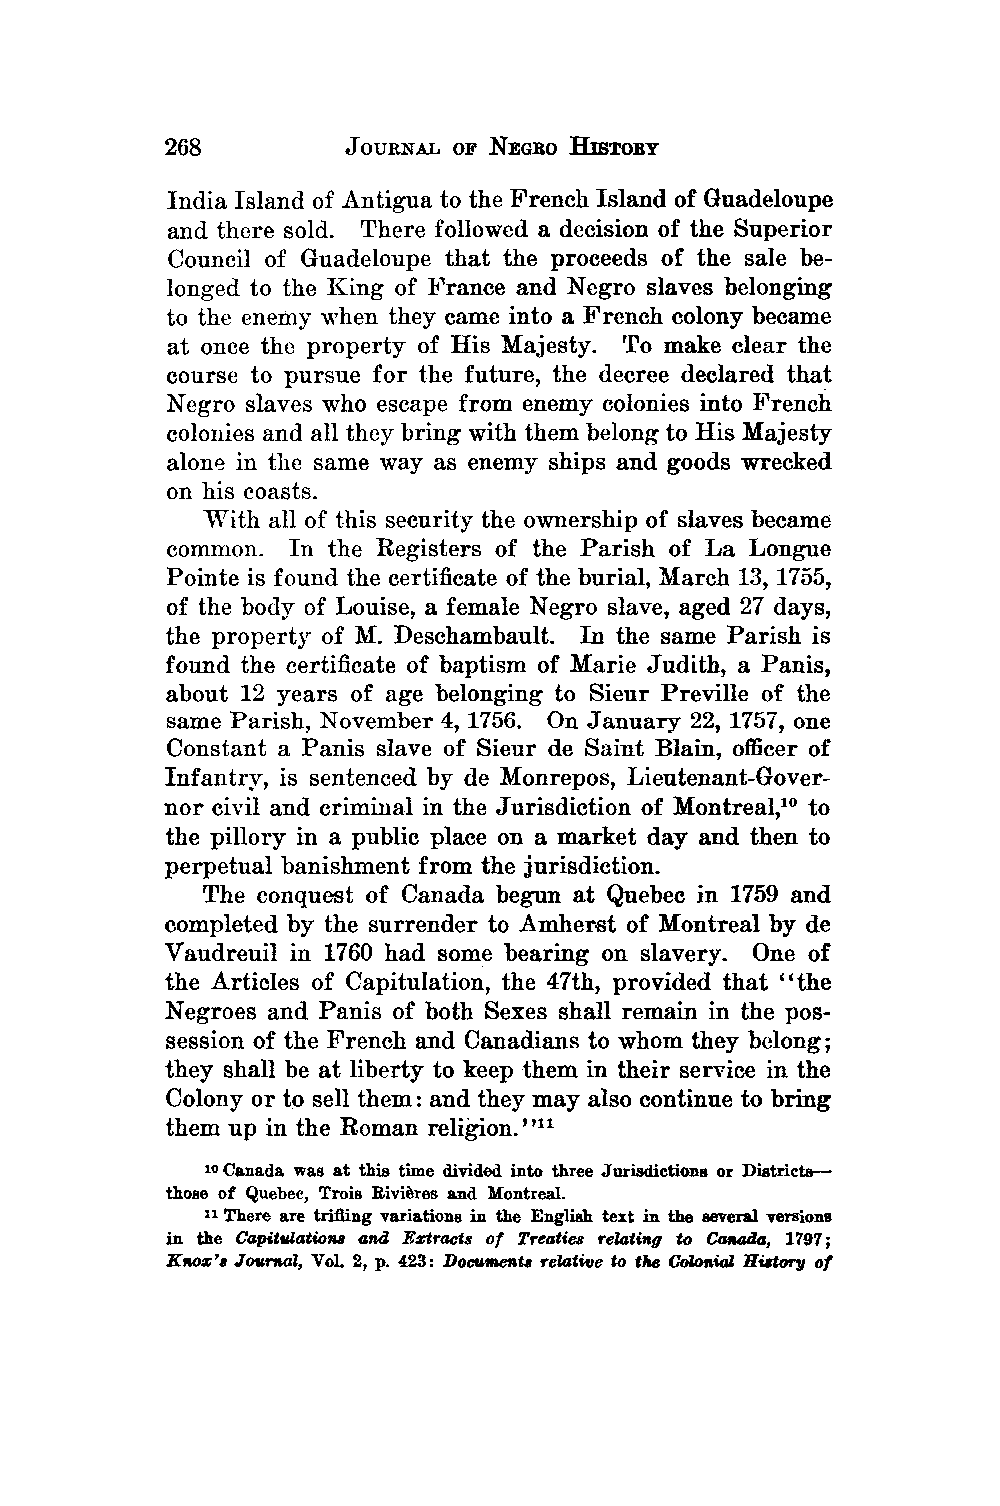 268 JOURNAL OF NEGRO HISTORY
India Island of Antigua to the French Island of Guadeloupe
and there sold. There followed a decision of the Superior
Council of Guadeloupe that the proceeds of the sale be-
longed to the King of France and Negro slaves belonging
to the enemy when they came into a French colony became
at once the property of His Majesty. To make clear the
course to pursue for the future, the decree declared that
Negro slaves who escape from enemy colonies into French
colonies and all they bring with them belong to His Majesty
alone in the same way as enemy ships and goods wrecked
on his coasts.
With all of this security the ownership of slaves became
common. In the Registers of the Parish of La Longue
Pointe is found the certificate of the burial, March 13, 1755,
of the body of Louise, a female Negro slave, aged 27 days,
the property of M. Deschambault. In the same Parish is
found the certificate of baptism of Marie Judith, a Panis,
about 12 years of age belonging to Sieur Preville of the
same Parish, November 4, 1756. On January 22, 1757, one
Constant a Panis slave of Sieur de Saint Blain, officer of
Infantry, is sentenced by de Monrepos, Lieutenant-Gover-
nor civil and criminal in the Jurisdiction of Montreal,¹⁰ to
the pillory in a public place on a market day and then to
perpetual banishment from the jurisdiction.
The conquest of Canada begun at Quebec in 1759 and
completed by the surrender to Amherst of Montreal by de
Vaudreuil in 1760 had some bearing on slavery. One of
the Articles of Capitulation, the 47th, provided that "the
Negroes and Panis of both Sexes shall remain in the pos-
session of the French and Canadians to whom they belong;
they shall be at liberty to keep them in their service in the
Colony or to sell them: and they may also continue to bring
them up in the Roman religion."¹¹
¹⁰ Canada was at this time divided into three Jurisdictions or Districts—
those of Quebec, Trois Rivières and Montreal.
¹¹ There are trifling variations in the English text in the several versions
in the Capitulations and Extracts of Treaties relating to Canada, 1797;
Knox's Journal, Vol. 2, p. 423: Documents relative to the Colonial History of